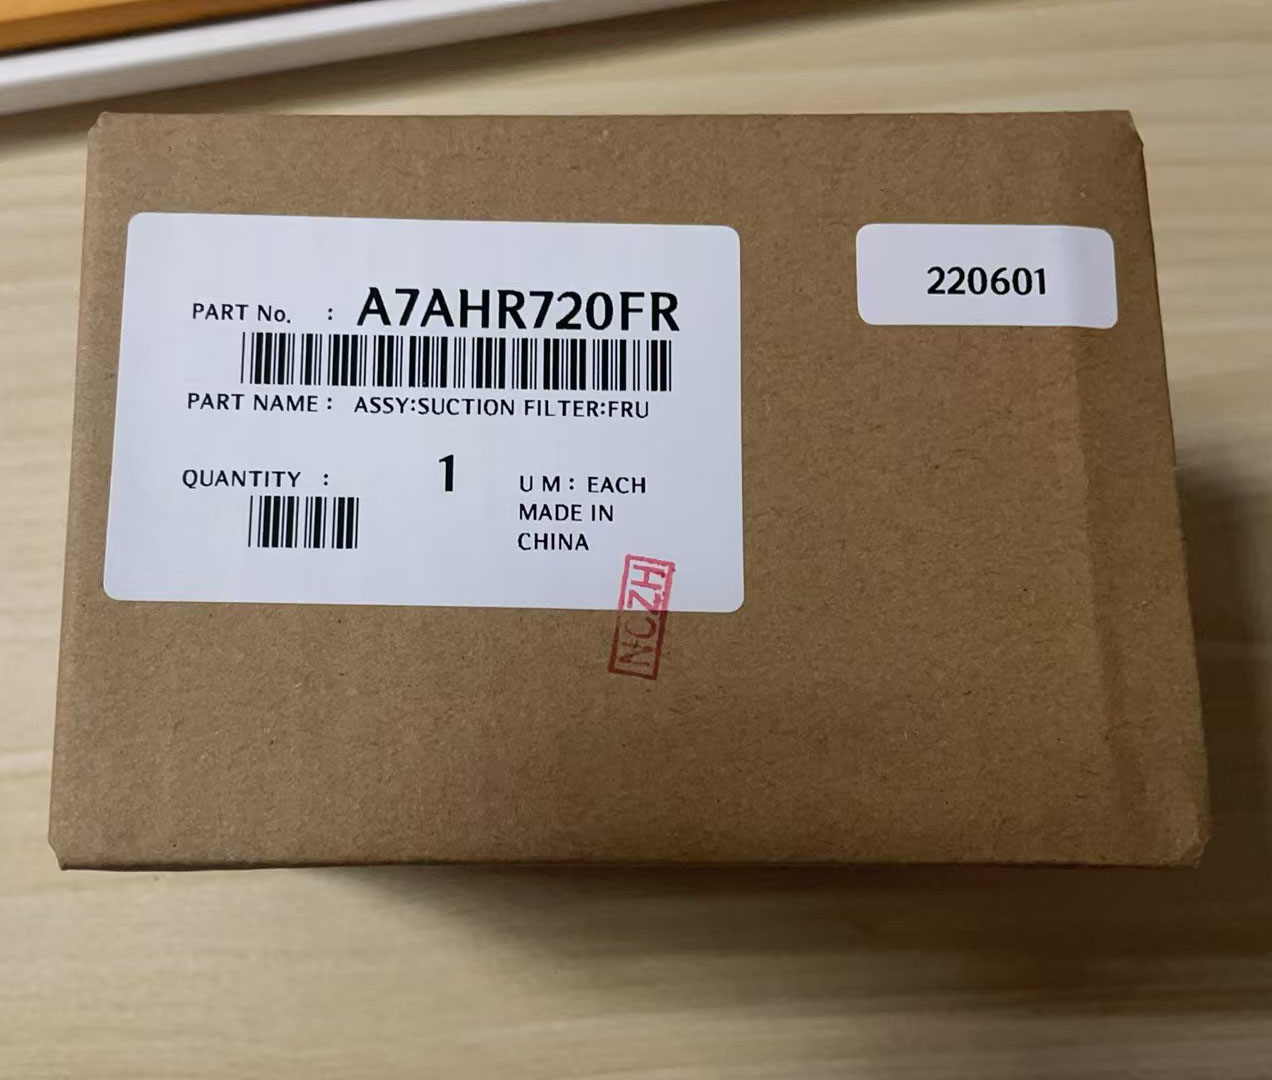 PART No. : A7AHR720FR
220601
PART NAME : ASSY:SUCTION FILTER:FRU
QUANTITY : 1 U M : EACH
MADE IN
CHINA
NCZH